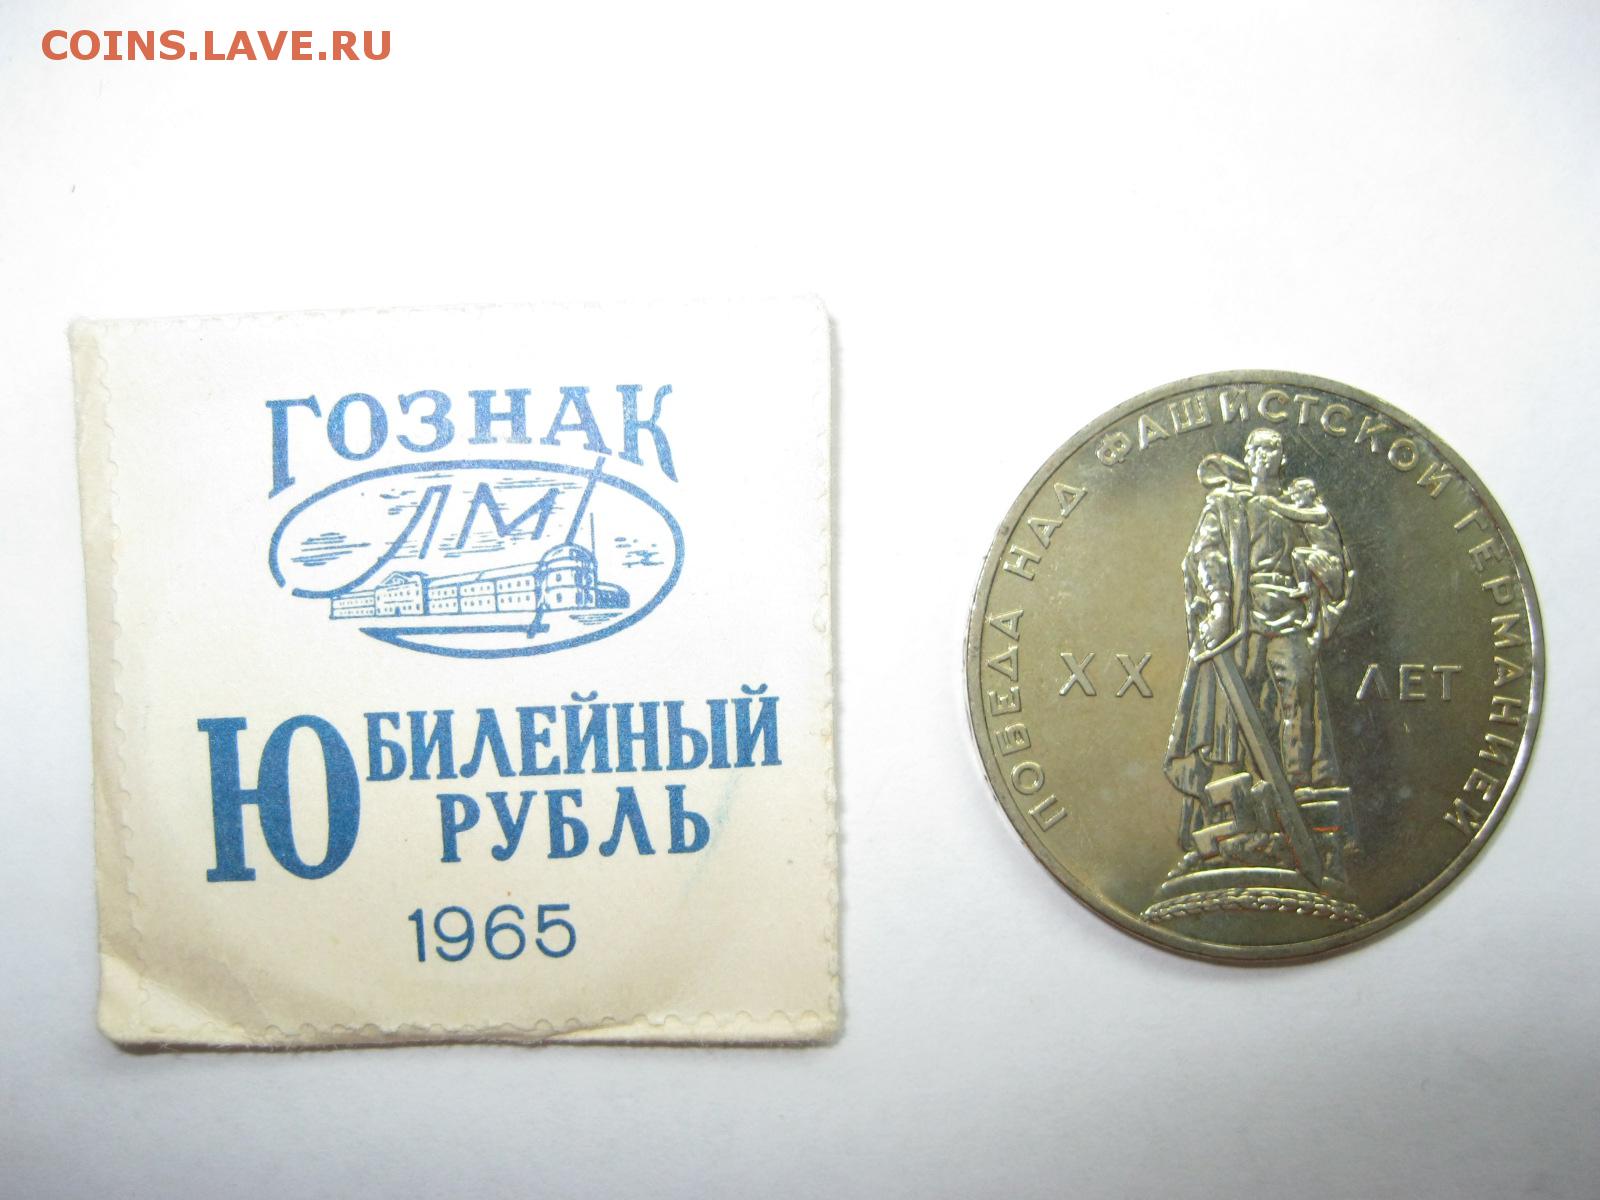 COINS.LAVE.RU
ГОЗНАК
ЛМ
ЮБИЛЕЙНЫЙ
РУБЛЬ
1965
ПОБЕДА НАД ФАШИСТСКОЙ ГЕРМАНИЕЙ
XX ЛЕТ